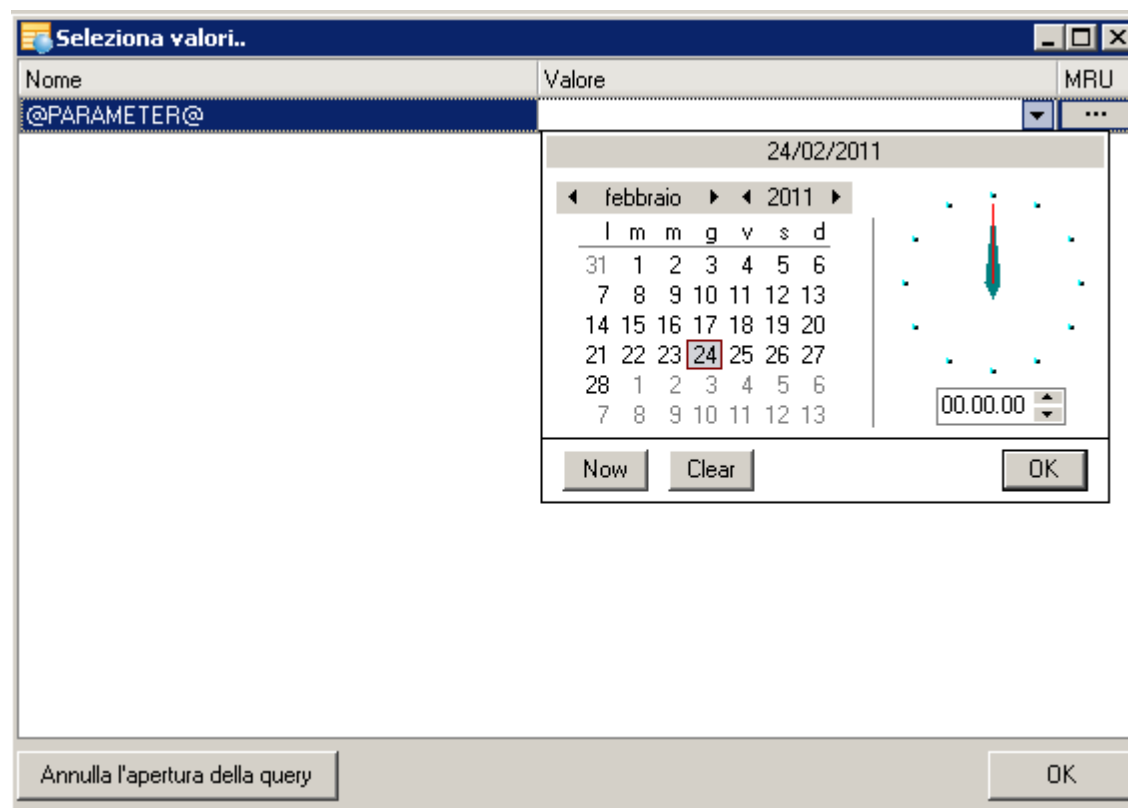 Seleziona valori..
Nome Valore MRU
@PARAMETER@ ...
24/02/2011
febbraio 2011
l m m g v s d
31 1 2 3 4 5 6
7 8 9 10 11 12 13
14 15 16 17 18 19 20
21 22 23 24 25 26 27
28 1 2 3 4 5 6
7 8 9 10 11 12 13
00.00.00
Now Clear OK
Annulla l'apertura della query OK